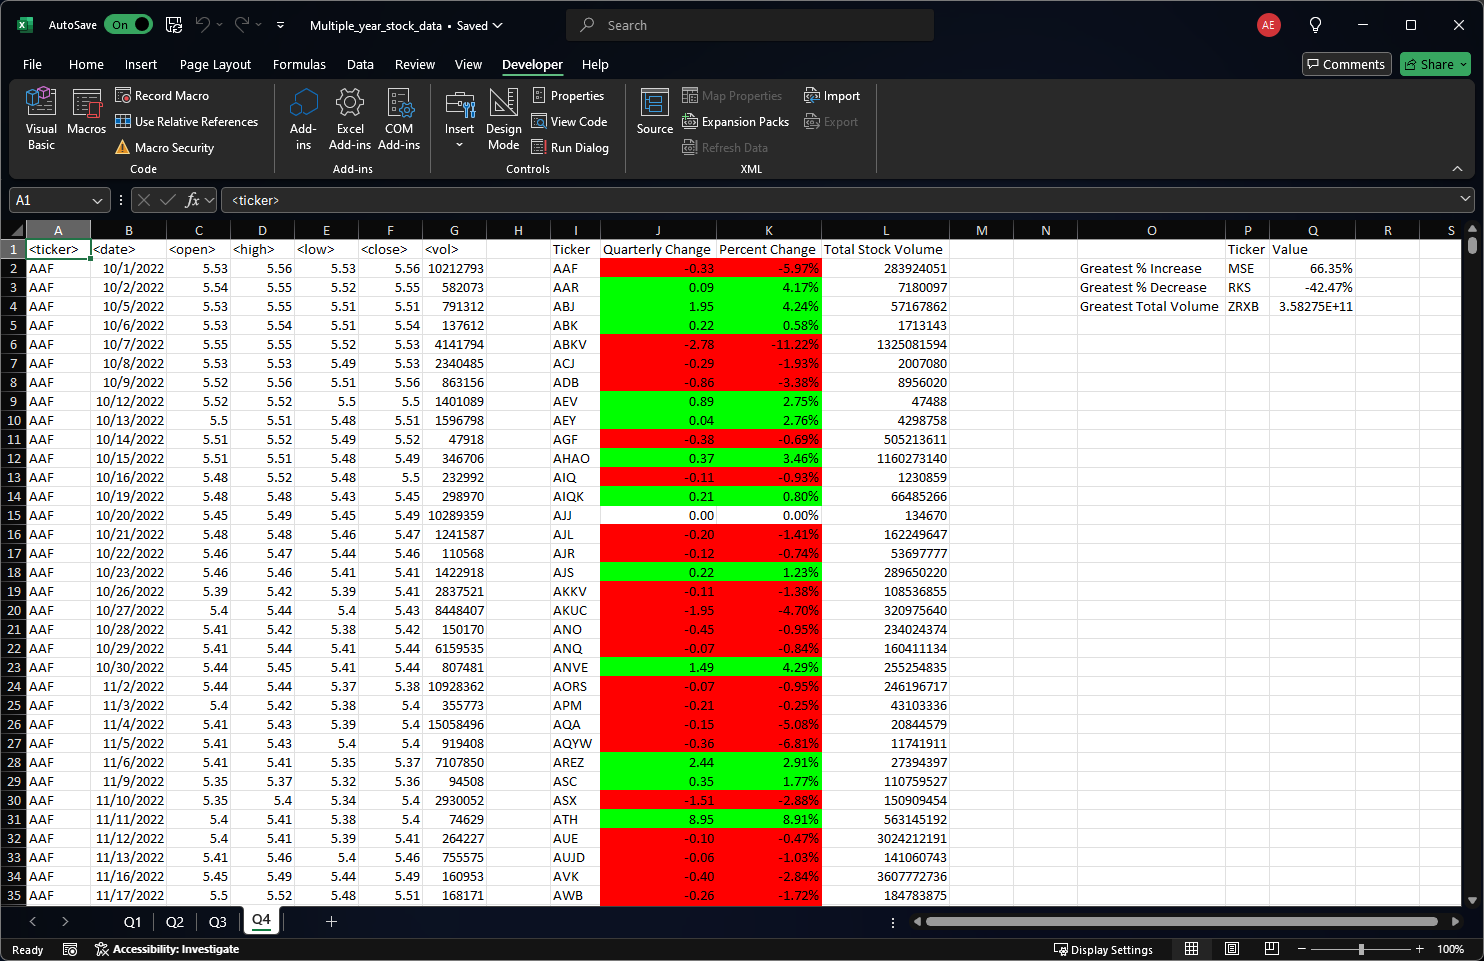 AutoSave On Multiple_year_stock_data • Saved Search AE
File Home Insert Page Layout Formulas Data Review View Developer Help Comments Share
Visual Basic Macros Record Macro Use Relative References Macro Security Add-ins Excel Add-ins COM Add-ins Insert Design Mode Properties View Code Run Dialog Source Map Properties Expansion Packs Refresh Data Import Export
Code Add-ins Controls XML
A1 fx <ticker>
A B C D E F G H I J K L M N O P Q R S
1 <ticker> <date> <open> <high> <low> <close> <vol> Ticker Quarterly Change Percent Change Total Stock Volume Ticker Value
2 AAF 10/1/2022 5.53 5.56 5.53 5.56 10212793 AAF -0.33 -5.97% 283924051 Greatest % Increase MSE 66.35%
3 AAF 10/2/2022 5.54 5.55 5.52 5.55 582073 AAR 0.09 4.17% 7180097 Greatest % Decrease RKS -42.47%
4 AAF 10/5/2022 5.53 5.55 5.51 5.51 791312 ABJ 1.95 4.24% 57167862 Greatest Total Volume ZRXB 3.58275E+11
5 AAF 10/6/2022 5.53 5.54 5.51 5.54 137612 ABK 0.22 0.58% 1713143
6 AAF 10/7/2022 5.55 5.55 5.52 5.53 4141794 ABKV -2.78 -11.22% 1325081594
7 AAF 10/8/2022 5.53 5.53 5.49 5.53 2340485 ACJ -0.29 -1.93% 2007080
8 AAF 10/9/2022 5.52 5.56 5.51 5.56 863156 ADB -0.86 -3.38% 8956020
9 AAF 10/12/2022 5.52 5.52 5.5 5.5 1401089 AEV 0.89 2.75% 47488
10 AAF 10/13/2022 5.5 5.51 5.48 5.51 1596798 AEY 0.04 2.76% 4298758
11 AAF 10/14/2022 5.51 5.52 5.49 5.52 47918 AGF -0.38 -0.69% 505213611
12 AAF 10/15/2022 5.51 5.51 5.48 5.49 346706 AHAO 0.37 3.46% 1160273140
13 AAF 10/16/2022 5.48 5.52 5.48 5.5 232992 AIQ -0.11 -0.93% 1230859
14 AAF 10/19/2022 5.48 5.48 5.43 5.45 298970 AIQK 0.21 0.80% 66485266
15 AAF 10/20/2022 5.45 5.49 5.45 5.49 10289359 AJJ 0.00 0.00% 134670
16 AAF 10/21/2022 5.48 5.48 5.46 5.47 1241587 AJL -0.20 -1.41% 162249647
17 AAF 10/22/2022 5.46 5.47 5.44 5.46 110568 AJR -0.12 -0.74% 53697777
18 AAF 10/23/2022 5.46 5.46 5.41 5.41 1422918 AJS 0.22 1.23% 289650220
19 AAF 10/26/2022 5.39 5.42 5.39 5.41 2837521 AKKV -0.11 -1.38% 108536855
20 AAF 10/27/2022 5.4 5.44 5.4 5.43 8448407 AKUC -1.95 -4.70% 320975640
21 AAF 10/28/2022 5.41 5.42 5.38 5.42 150170 ANO -0.45 -0.95% 234024374
22 AAF 10/29/2022 5.41 5.44 5.41 5.44 6159535 ANQ -0.07 -0.84% 160411134
23 AAF 10/30/2022 5.44 5.45 5.41 5.44 807481 ANVE 1.49 4.29% 255254835
24 AAF 11/2/2022 5.44 5.44 5.37 5.38 10928362 AORS -0.07 -0.95% 246196717
25 AAF 11/3/2022 5.4 5.42 5.38 5.4 355773 APM -0.21 -0.25% 43103336
26 AAF 11/4/2022 5.41 5.43 5.39 5.4 15058496 AQA -0.15 -5.08% 20844579
27 AAF 11/5/2022 5.41 5.43 5.4 5.4 919408 AQYW -0.36 -6.81% 11741911
28 AAF 11/6/2022 5.41 5.41 5.35 5.37 7107850 AREZ 2.44 2.91% 27394397
29 AAF 11/9/2022 5.35 5.37 5.32 5.36 94508 ASC 0.35 1.77% 110759527
30 AAF 11/10/2022 5.35 5.4 5.34 5.4 2930052 ASX -1.51 -2.88% 150909454
31 AAF 11/11/2022 5.4 5.41 5.38 5.4 74629 ATH 8.95 8.91% 563145192
32 AAF 11/12/2022 5.4 5.41 5.39 5.41 264227 AUE -0.10 -0.47% 3024212191
33 AAF 11/13/2022 5.41 5.46 5.4 5.46 755575 AUJD -0.06 -1.03% 141060743
34 AAF 11/16/2022 5.45 5.49 5.44 5.49 160953 AVK -0.40 -2.84% 3607772736
35 AAF 11/17/2022 5.5 5.52 5.48 5.51 168171 AWB -0.26 -1.72% 184783875
Q1 Q2 Q3 Q4
Ready Accessibility: Investigate Display Settings 100%